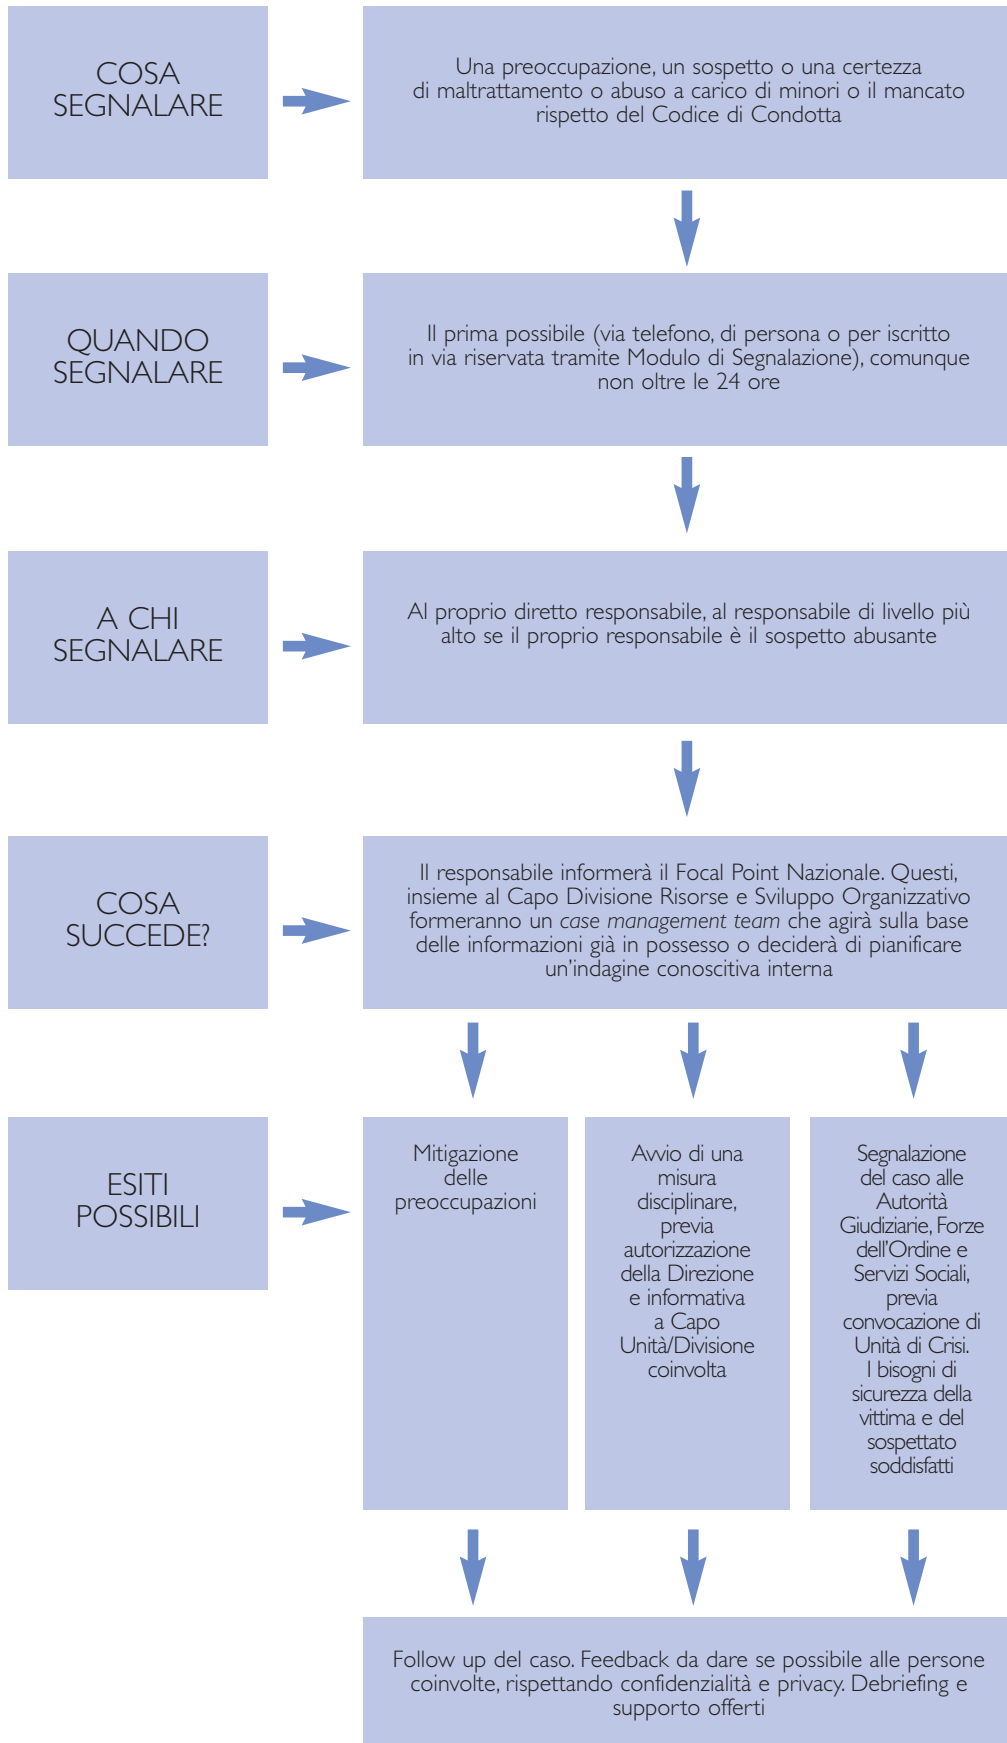 COSA
SEGNALARE
Una preoccupazione, un sospetto o una certezza
di maltrattamento o abuso a carico di minori o il mancato
rispetto del Codice di Condotta
QUANDO
SEGNALARE
Il prima possibile (via telefono, di persona o per iscritto
in via riservata tramite Modulo di Segnalazione), comunque
non oltre le 24 ore
A CHI
SEGNALARE
Al proprio diretto responsabile, al responsabile di livello più
alto se il proprio responsabile è il sospetto abusante
COSA
SUCCEDE?
Il responsabile informerà il Focal Point Nazionale. Questi,
insieme al Capo Divisione Risorse e Sviluppo Organizzativo
formeranno un case management team che agirà sulla base
delle informazioni già in possesso o deciderà di pianificare
un'indagine conoscitiva interna
ESITI
POSSIBILI
Mitigazione
delle
preoccupazioni
Avvio di una
misura
disciplinare,
previa
autorizzazione
della Direzione
e informativa
a Capo
Unità/Divisione
coinvolta
Segnalazione
del caso alle
Autorità
Giudiziarie, Forze
dell'Ordine e
Servizi Sociali,
previa
convocazione di
Unità di Crisi.
I bisogni di
sicurezza della
vittima e del
sospettato
soddisfatti
Follow up del caso. Feedback da dare se possibile alle persone
coinvolte, rispettando confidenzialità e privacy. Debriefing e
supporto offerti